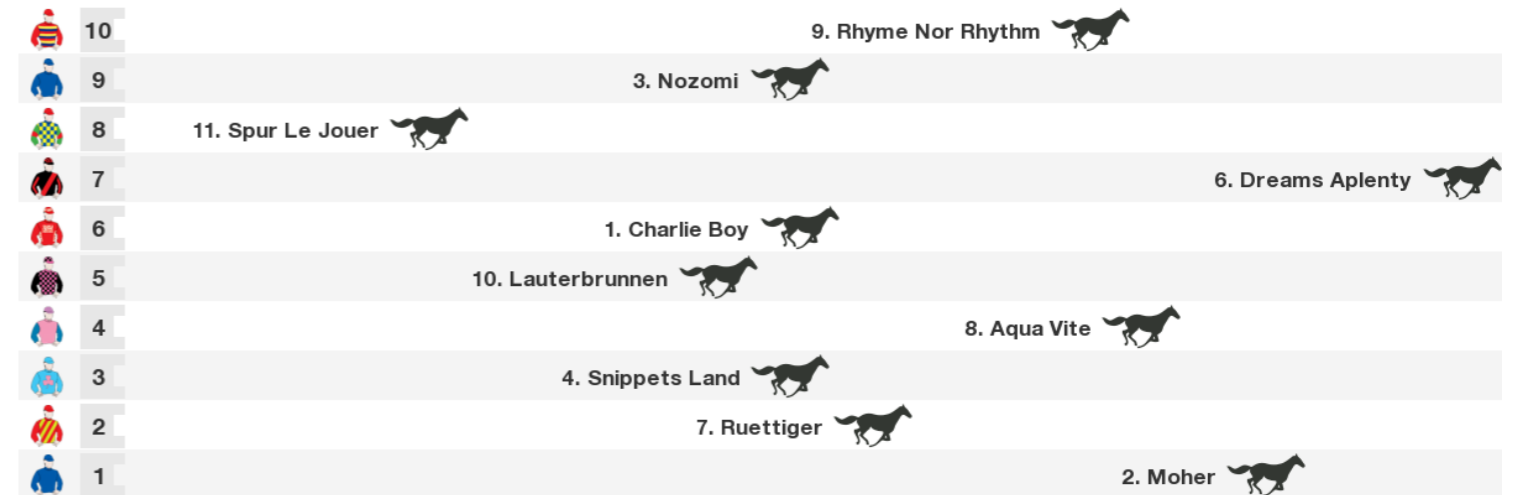 10 9. Rhyme Nor Rhythm
9 3. Nozomi
8 11. Spur Le Jouer
7 6. Dreams Aplenty
6 1. Charlie Boy
5 10. Lauterbrunnen
4 8. Aqua Vite
3 4. Snippets Land
2 7. Ruettiger
1 2. Moher